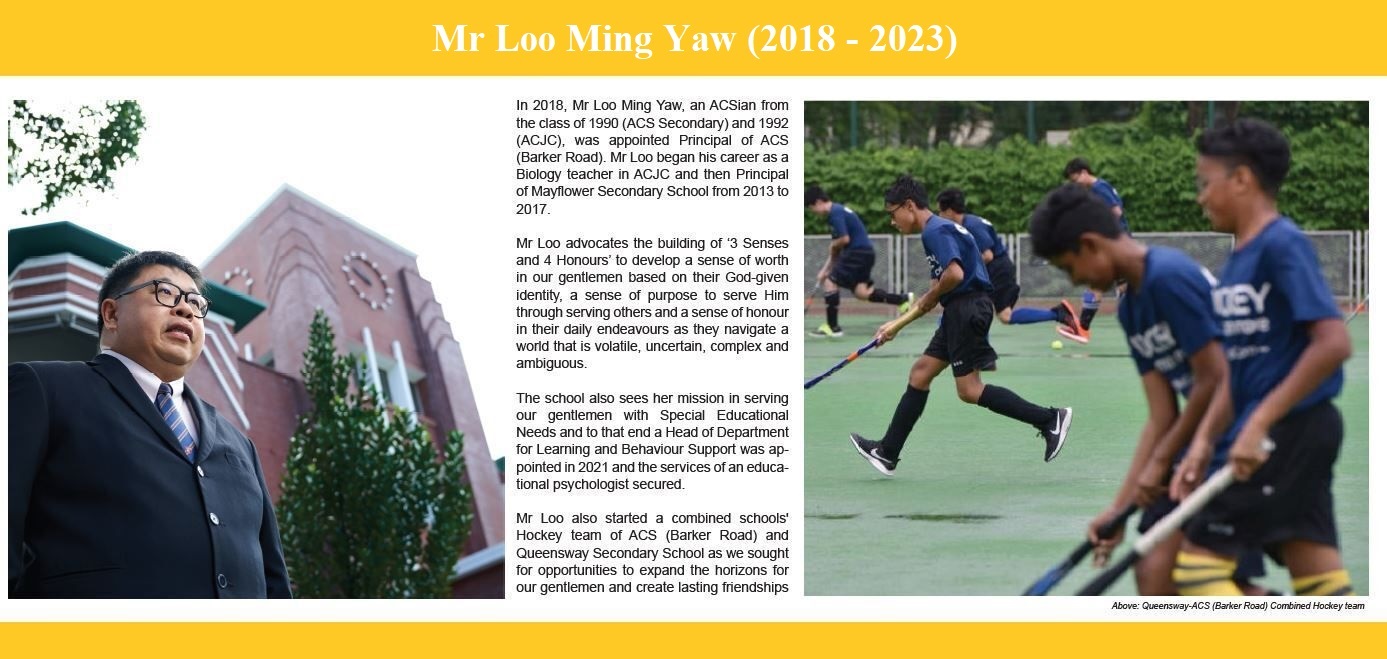 Mr Loo Ming Yaw (2018 - 2023)
In 2018, Mr Loo Ming Yaw, an ACSian from
the class of 1990 (ACS Secondary) and 1992
(ACJC), was appointed Principal of ACS
(Barker Road). Mr Loo began his career as a
Biology teacher in ACJC and then Principal
of Mayflower Secondary School from 2013 to
2017.
Mr Loo advocates the building of ‘3 Senses
and 4 Honours’ to develop a sense of worth
in our gentlemen based on their God-given
identity, a sense of purpose to serve Him
through serving others and a sense of honour
in their daily endeavours as they navigate a
world that is volatile, uncertain, complex and
ambiguous.
The school also sees her mission in serving
our gentlemen with Special Educational
Needs and to that end a Head of Department
for Learning and Behaviour Support was ap-
pointed in 2021 and the services of an educa-
tional psychologist secured.
Mr Loo also started a combined schools'
Hockey team of ACS (Barker Road) and
Queensway Secondary School as we sought
for opportunities to expand the horizons for
our gentlemen and create lasting friendships
Above: Queensway-ACS (Barker Road) Combined Hockey team